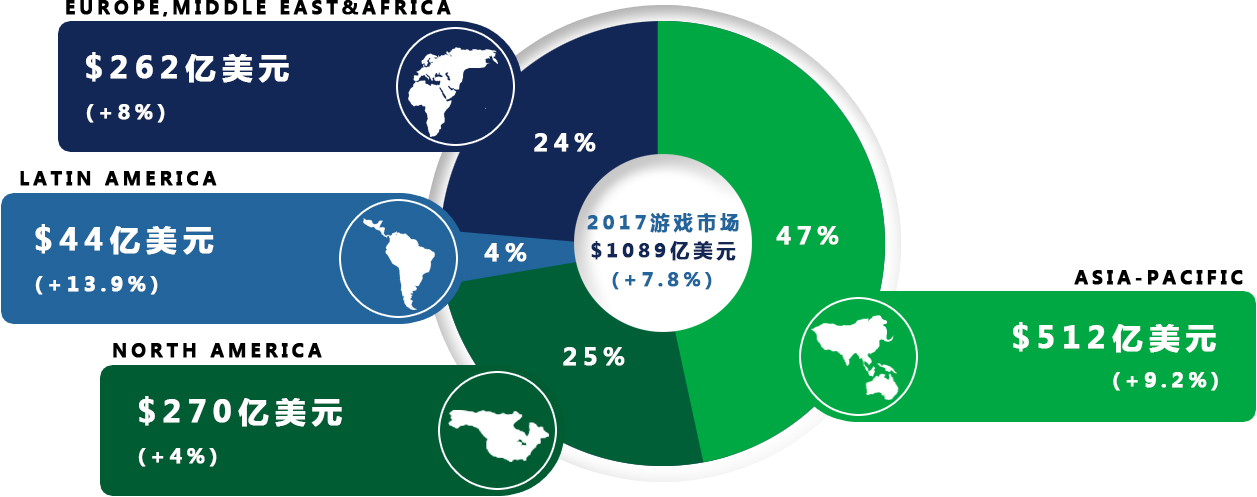 EUROPE,MIDDLE EAST&AFRICA
$262亿美元
(+8%)
24%
LATIN AMERICA
$44亿美元
(+13.9%)
4%
2017游戏市场
$1089亿美元
(+7.8%)
47%
ASIA-PACIFIC
$512亿美元
(+9.2%)
NORTH AMERICA
$270亿美元
(+4%)
25%